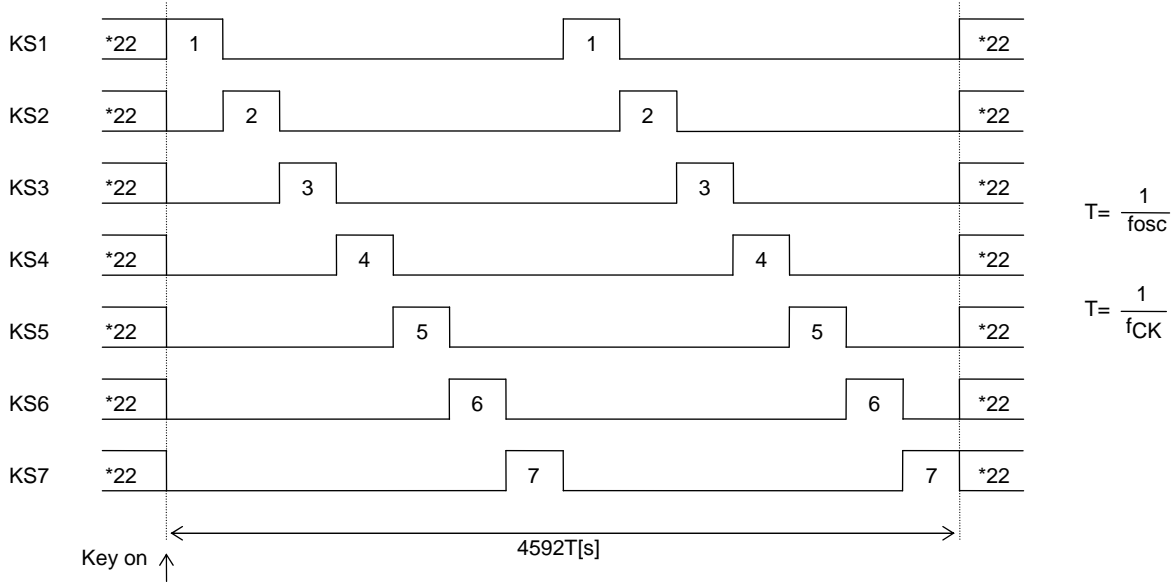 KS1 *22 1 1 *22
KS2 *22 2 2 *22
KS3 *22 3 3 *22
T= 1/fosc
KS4 *22 4 4 *22
T= 1/fCK
KS5 *22 5 5 *22
KS6 *22 6 6 *22
KS7 *22 7 7 *22
4592T[s]
Key on